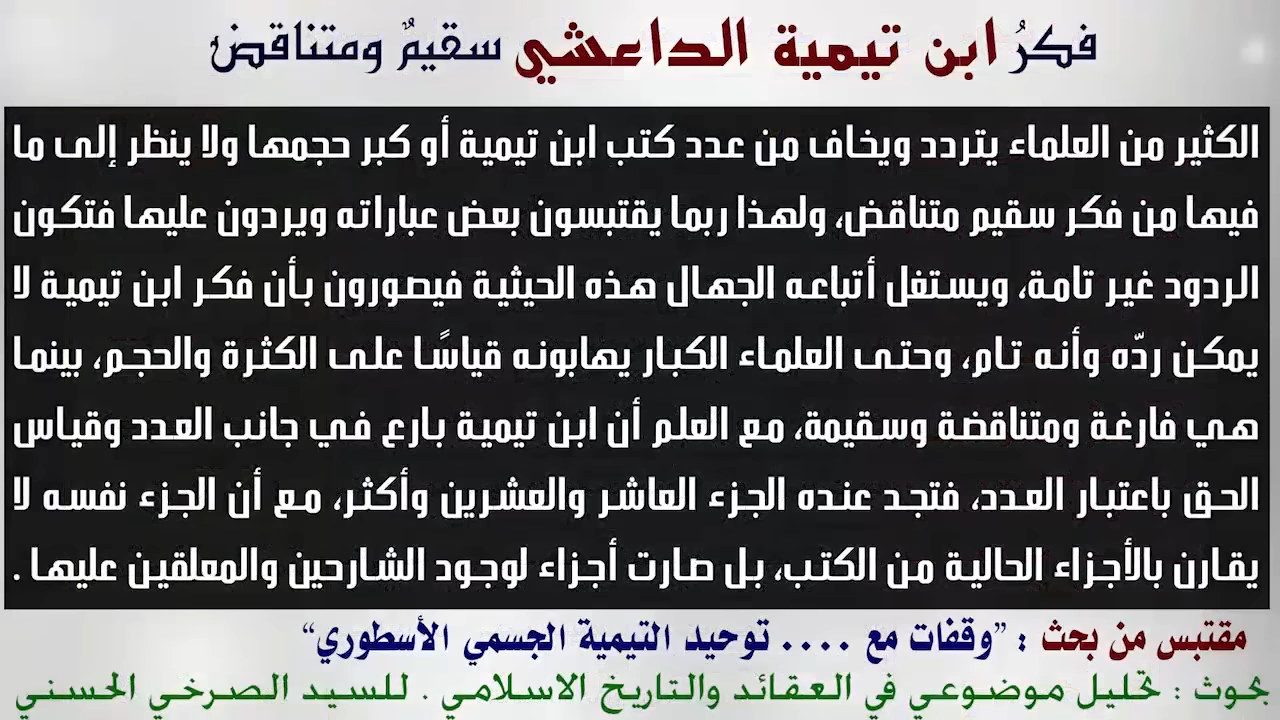 فكرُ ابن تيمية الداعشي سقيمٌ ومتناقض
الكثير من العلماء يتردد ويخاف من عدد كتب ابن تيمية أو كبر حجمها ولا ينظر إلى ما
فيها من فكر سقيم متناقض، ولهذا ربما يقتبسون بعض عباراته ويردون عليها فتكون
الردود غير تامة، ويستغل أتباعه الجهال هذه الحيثية فيصورون بأن فكر ابن تيمية لا
يمكن ردّه وأنه تام، وحتى العلماء الكبار يهابونه قياسًا على الكثرة والحجم، بينما
هي فارغة ومتناقضة وسقيمة، مع العلم أن ابن تيمية بارع في جانب العدد وقياس
الحق باعتبار العدد، فتجد عنده الجزء العاشر والعشرين وأكثر، مع أن الجزء نفسه لا
يقارن بالأجزاء الحالية من الكتب، بل صارت أجزاء لوجود الشارحين والمعلقين عليها .
مقتبس من بحث : ”وقفات مع .... توحيد التيمية الجسمي الأسطوري“
بحوث : تحليل موضوعي في العقائد والتاريخ الاسلامي . للسيد الصرخي الحسني